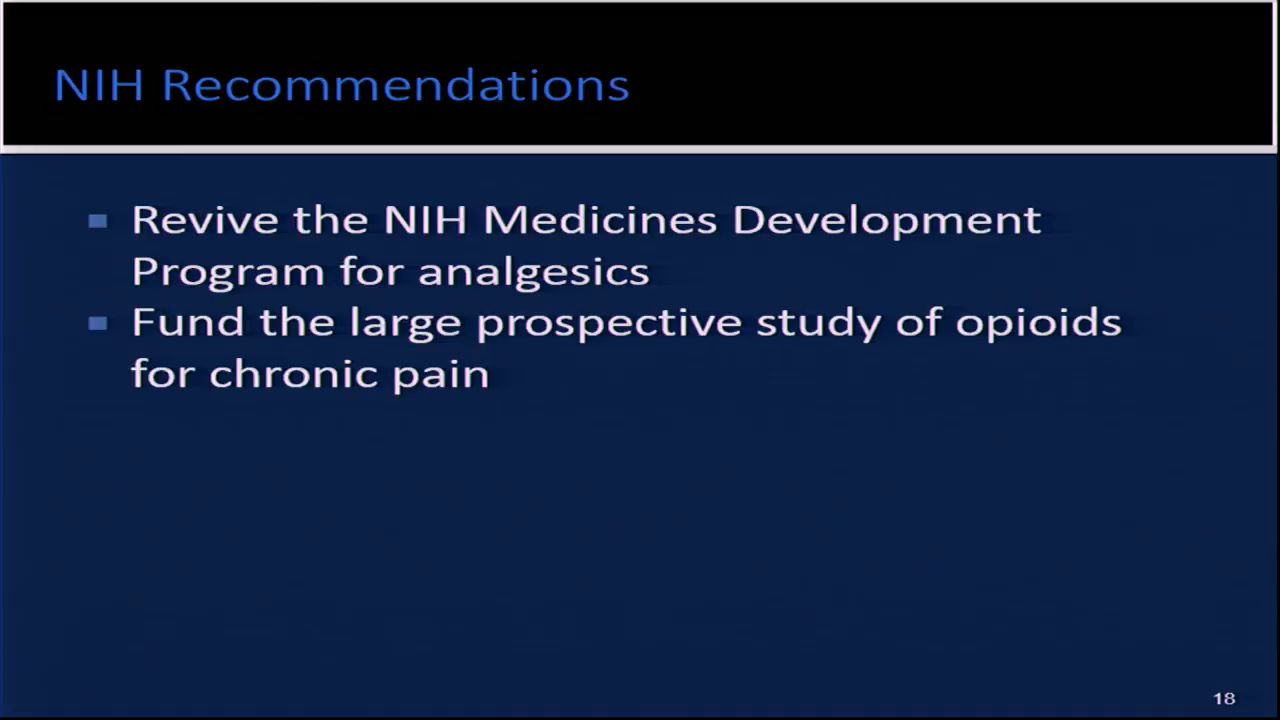 NIH Recommendations
Revive the NIH Medicines Development
Program for analgesics
Fund the large prospective study of opioids
for chronic pain
18